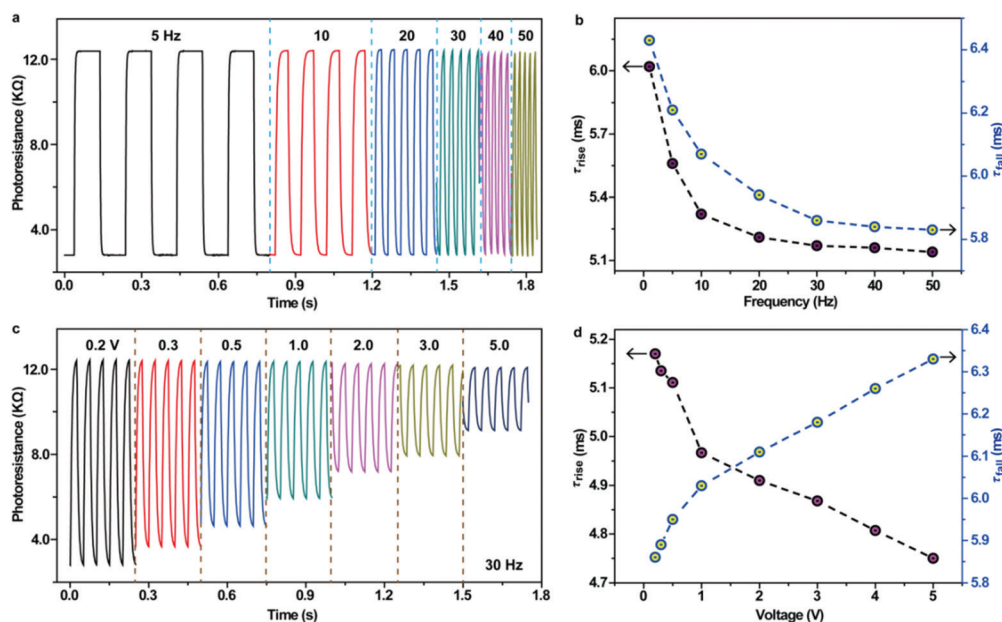 a
5 Hz 10 20 30 40 50
Photoresistance (KΩ)
12.0
8.0
4.0
0.0 0.3 0.6 0.9 1.2 1.5 1.8
Time (s)
b
τrise (ms)
6.0
5.7
5.4
5.1
6.4
6.2
6.0
5.8
τfall (ms)
0 10 20 30 40 50
Frequency (Hz)
c
0.2 V 0.3 0.5 1.0 2.0 3.0 5.0
Photoresistance (KΩ)
12.0
8.0
4.0
30 Hz
0.0 0.3 0.6 0.9 1.2 1.5 1.8
Time (s)
d
τrise (ms)
5.2
5.1
5.0
4.9
4.8
4.7
6.4
6.3
6.2
6.1
6.0
5.9
5.8
τfall (ms)
0 1 2 3 4 5
Voltage (V)